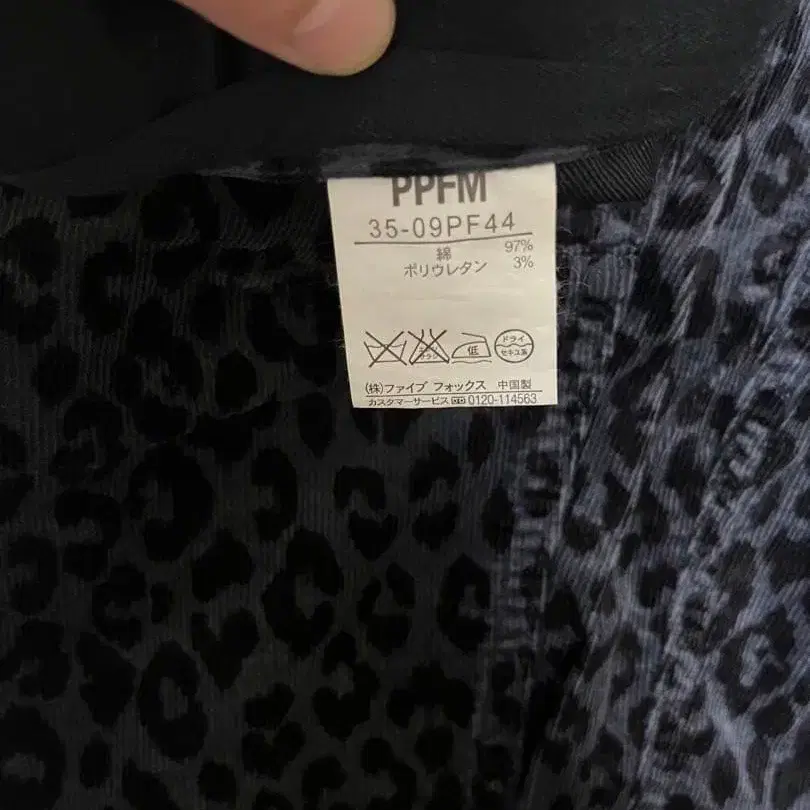 PPFM
35-09PF44
綿 97%
ポリウレタン 3%
低 ドライ
セキユ系
(株)ファイブ フォックス 中国製
カスタマーサービス 0120-114563